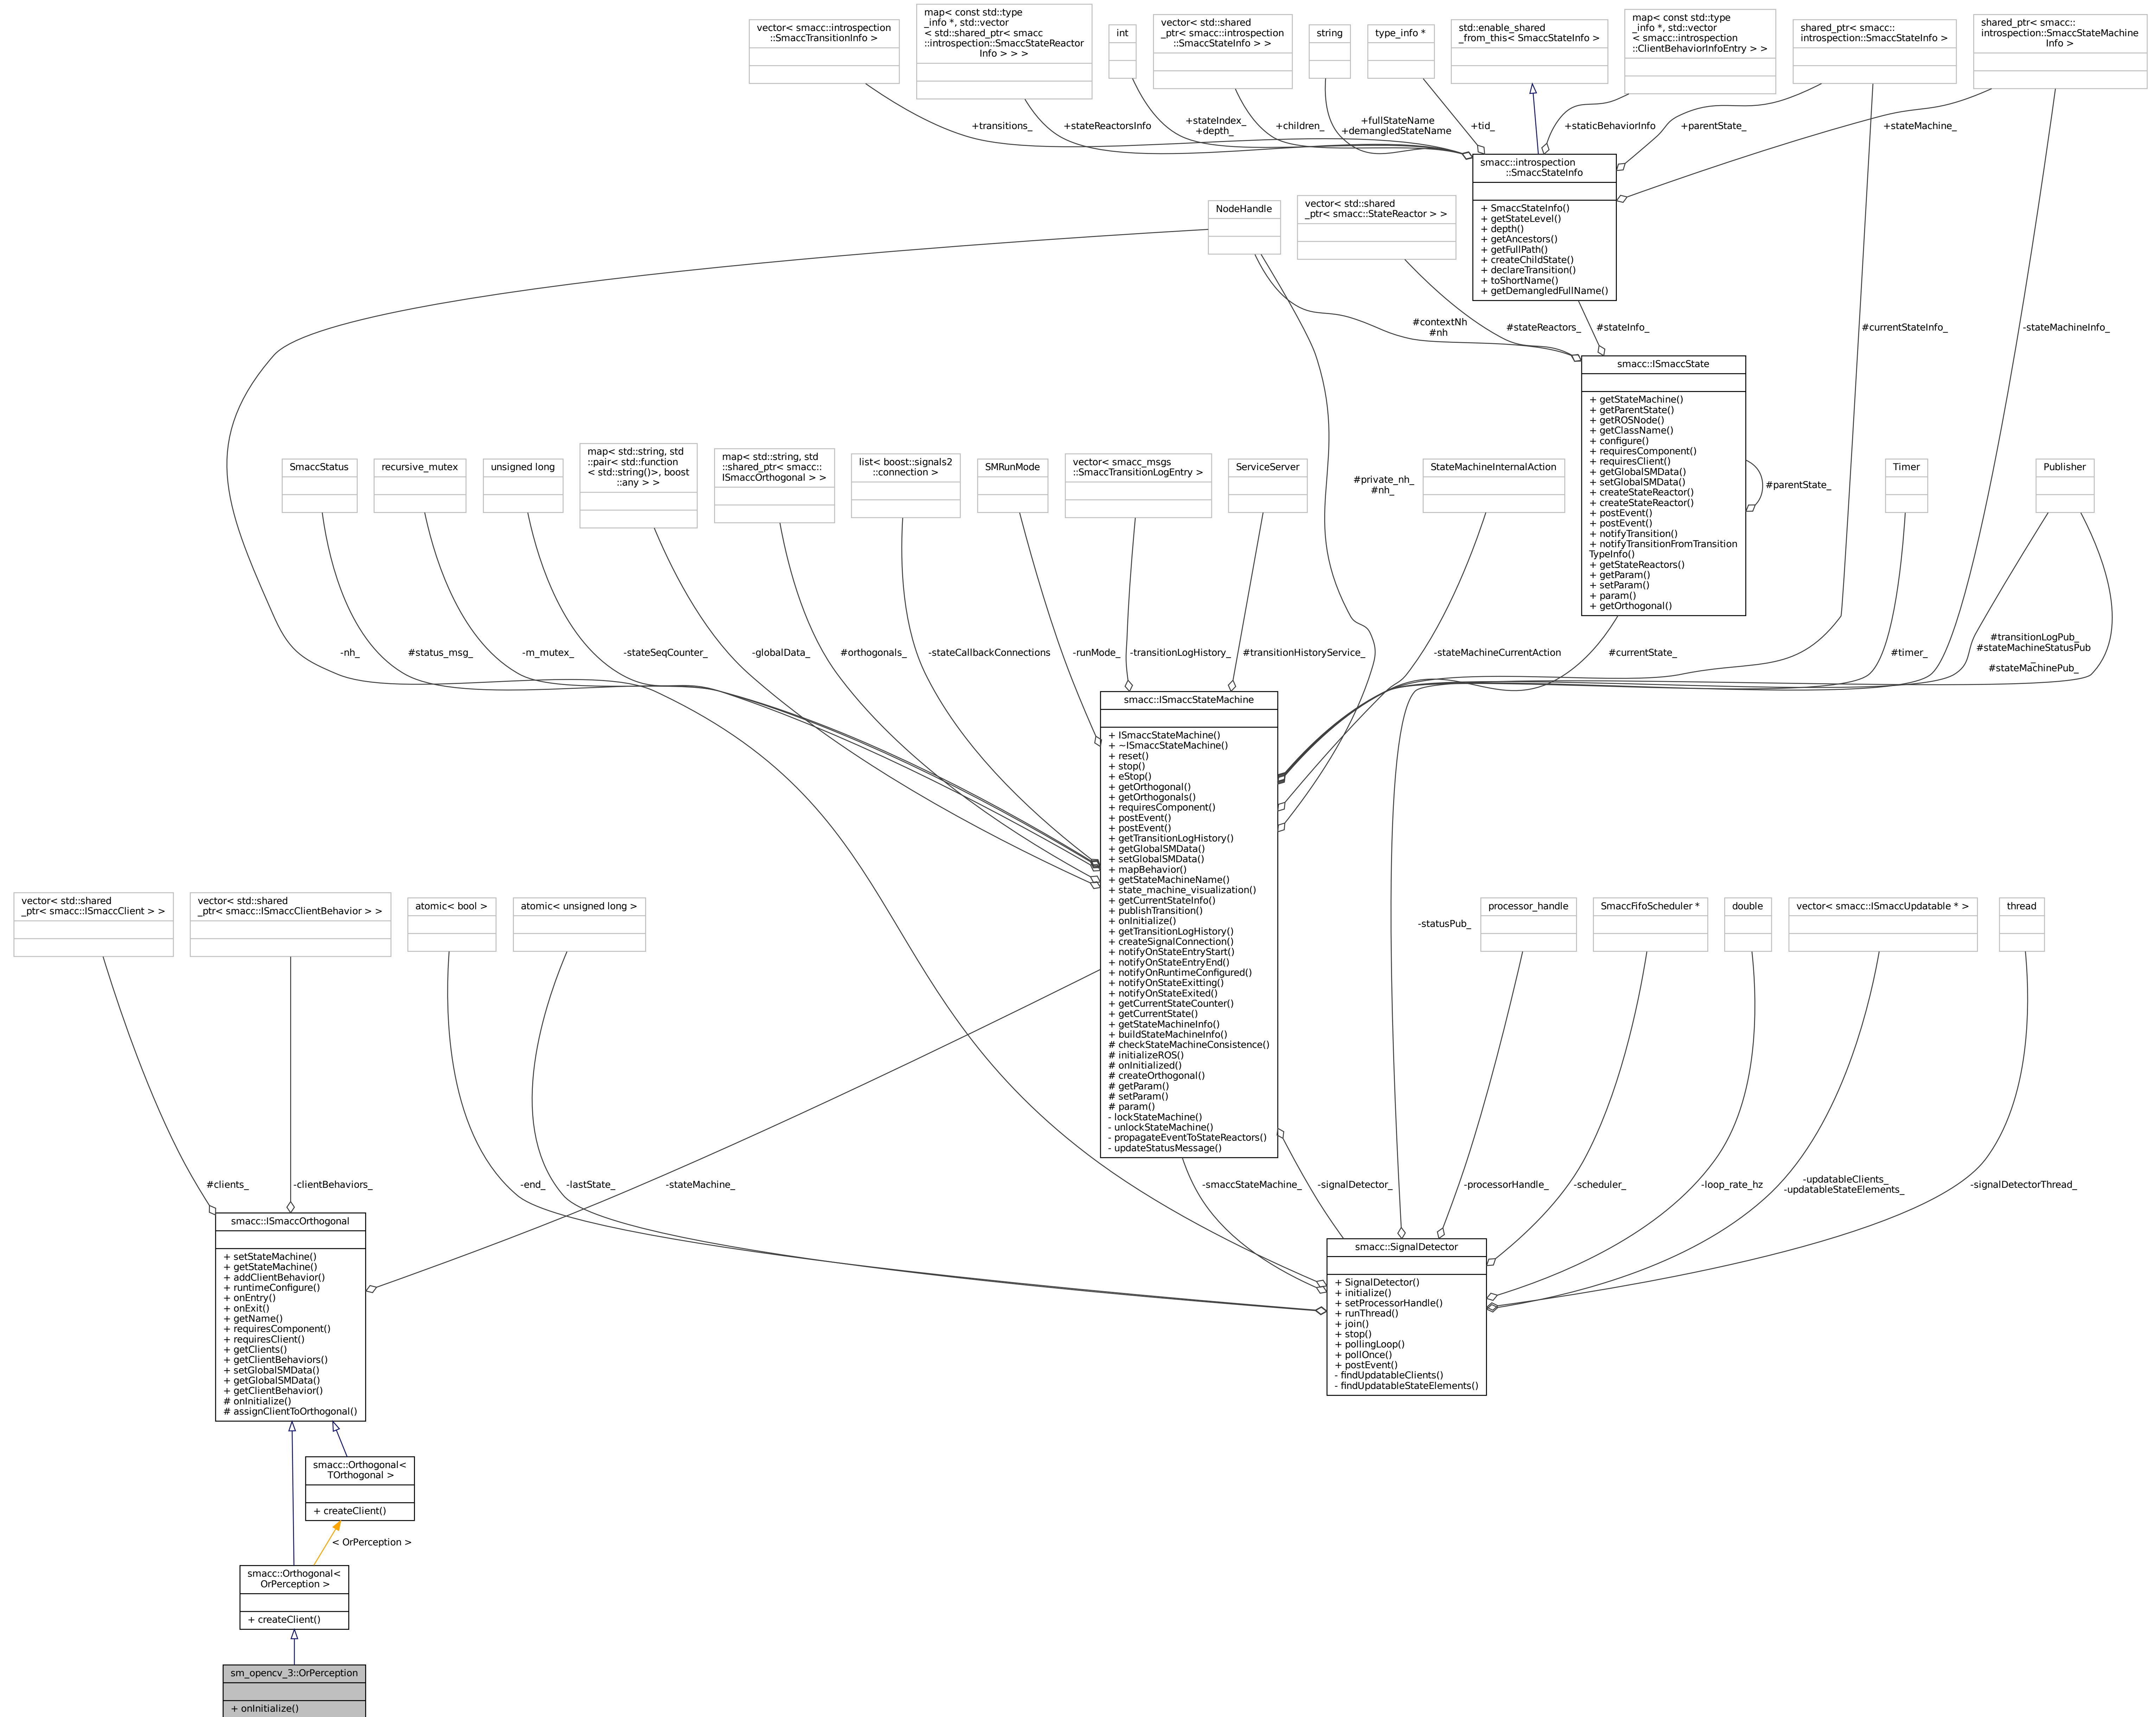 vector< smacc::introspection
::SmaccTransitionInfo >
map< const std::type
_info *, std::vector
< std::shared_ptr< smacc
::introspection::SmaccStateReactor
Info > > >
int
vector< std::shared
_ptr< smacc::introspection
::SmaccStateInfo > >
string
type_info *
std::enable_shared
_from_this< SmaccStateInfo >
map< const std::type
_info *, std::vector
< smacc::introspection
::ClientBehaviorInfoEntry > >
shared_ptr< smacc::
introspection::SmaccStateInfo >
shared_ptr< smacc::
introspection::SmaccStateMachine
Info >
+transitions_
+stateReactorsInfo
+stateIndex_
+depth_
+children_
+fullStateName
+demangledStateName
+tid_
+staticBehaviorInfo
+parentState_
+stateMachine_
smacc::introspection
::SmaccStateInfo
+ SmaccStateInfo()
+ getStateLevel()
+ depth()
+ getAncestors()
+ getFullPath()
+ createChildState()
+ declareTransition()
+ toShortName()
+ getDemangledFullName()
NodeHandle
vector< std::shared
_ptr< smacc::StateReactor > >
#contextNh
#nh
#stateReactors_
#stateInfo_
#currentStateInfo_
-stateMachineInfo_
smacc::ISmaccState
+ getStateMachine()
+ getParentState()
+ getROSNode()
+ getClassName()
+ configure()
+ requiresComponent()
+ requiresClient()
+ getGlobalSMData()
+ setGlobalSMData()
+ createStateReactor()
+ createStateReactor()
+ postEvent()
+ postEvent()
+ notifyTransition()
+ notifyTransitionFromTransition
TypeInfo()
+ getStateReactors()
+ getParam()
+ setParam()
+ param()
+ getOrthogonal()
#parentState_
SmaccStatus
recursive_mutex
unsigned long
map< std::string, std
::pair< std::function
< std::string()>, boost
::any > >
map< std::string, std
::shared_ptr< smacc::
ISmaccOrthogonal > >
list< boost::signals2
::connection >
SMRunMode
vector< smacc_msgs
::SmaccTransitionLogEntry >
ServiceServer
#private_nh_
#nh_
StateMachineInternalAction
Timer
Publisher
-nh_
#status_msg_
-m_mutex_
-stateSeqCounter_
-globalData_
#orthogonals_
-stateCallbackConnections
-runMode_
-transitionLogHistory_
#transitionHistoryService_
-stateMachineCurrentAction
#currentState_
#timer_
#transitionLogPub_
#stateMachineStatusPub
_
#stateMachinePub_
smacc::ISmaccStateMachine
+ ISmaccStateMachine()
+ ~ISmaccStateMachine()
+ reset()
+ stop()
+ eStop()
+ getOrthogonal()
+ getOrthogonals()
+ requiresComponent()
+ postEvent()
+ postEvent()
+ getTransitionLogHistory()
+ getGlobalSMData()
+ setGlobalSMData()
+ mapBehavior()
+ getStateMachineName()
+ state_machine_visualization()
+ getCurrentStateInfo()
+ publishTransition()
+ onInitialize()
+ getTransitionLogHistory()
+ createSignalConnection()
+ notifyOnStateEntryStart()
+ notifyOnStateEntryEnd()
+ notifyOnRuntimeConfigured()
+ notifyOnStateExitting()
+ notifyOnStateExited()
+ getCurrentStateCounter()
+ getCurrentState()
+ getStateMachineInfo()
+ buildStateMachineInfo()
# checkStateMachineConsistence()
# initializeROS()
# onInitialized()
# createOrthogonal()
# getParam()
# setParam()
# param()
- lockStateMachine()
- unlockStateMachine()
- propagateEventToStateReactors()
- updateStatusMessage()
vector< std::shared
_ptr< smacc::ISmaccClient > >
vector< std::shared
_ptr< smacc::ISmaccClientBehavior > >
atomic< bool >
atomic< unsigned long >
-statusPub_
processor_handle
SmaccFifoScheduler *
double
vector< smacc::ISmaccUpdatable * >
thread
#clients_
-clientBehaviors_
-end_
-lastState_
-stateMachine_
-smaccStateMachine_
-signalDetector_
-processorHandle_
-scheduler_
-loop_rate_hz
-updatableClients_
-updatableStateElements_
-signalDetectorThread_
smacc::ISmaccOrthogonal
+ setStateMachine()
+ getStateMachine()
+ addClientBehavior()
+ runtimeConfigure()
+ onEntry()
+ onExit()
+ getName()
+ requiresComponent()
+ requiresClient()
+ getClients()
+ getClientBehaviors()
+ setGlobalSMData()
+ getGlobalSMData()
+ getClientBehavior()
# onInitialize()
# assignClientToOrthogonal()
smacc::SignalDetector
+ SignalDetector()
+ initialize()
+ setProcessorHandle()
+ runThread()
+ join()
+ stop()
+ pollingLoop()
+ pollOnce()
+ postEvent()
- findUpdatableClients()
- findUpdatableStateElements()
smacc::Orthogonal<
TOrthogonal >
+ createClient()
< OrPerception >
smacc::Orthogonal<
OrPerception >
+ createClient()
sm_opencv_3::OrPerception
+ onInitialize()